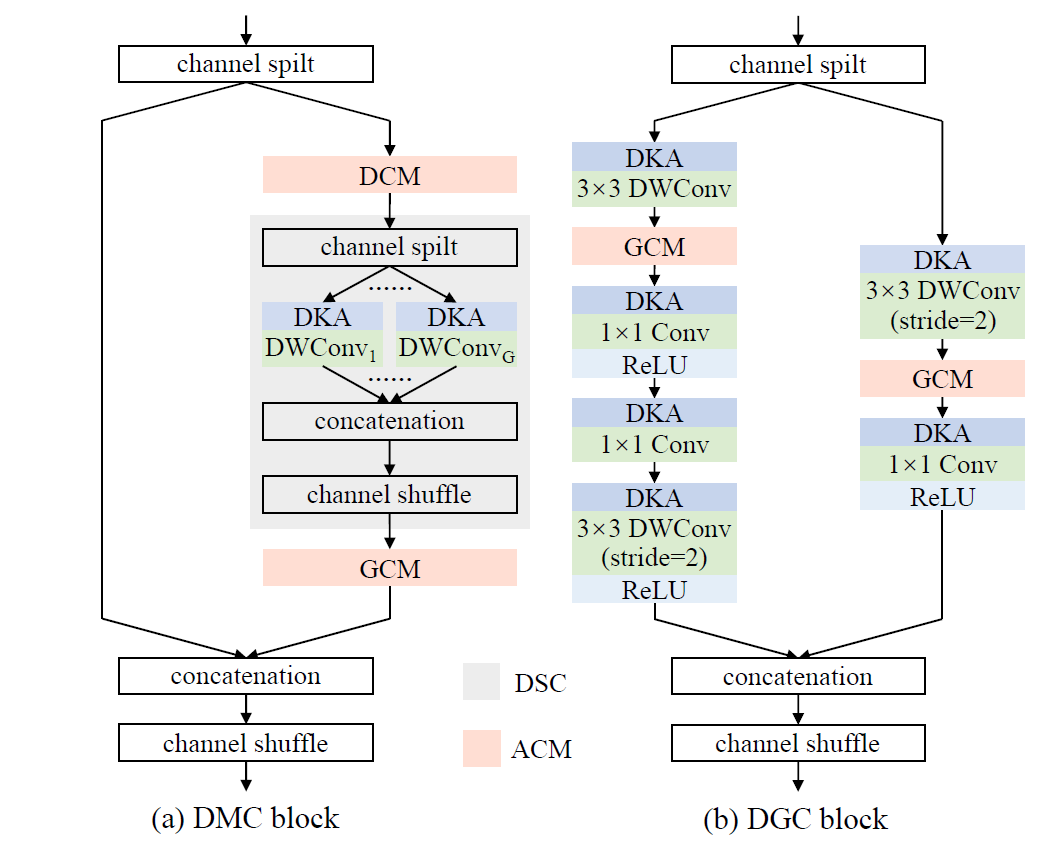 channel spilt
DCM
channel spilt
......
DKA
DWConv1
DKA
DWConvG
......
concatenation
channel shuffle
GCM
concatenation
channel shuffle
(a) DMC block
DSC
ACM
channel spilt
DKA
3×3 DWConv
GCM
DKA
1×1 Conv
ReLU
DKA
1×1 Conv
DKA
3×3 DWConv
(stride=2)
ReLU
DKA
3×3 DWConv
(stride=2)
GCM
DKA
1×1 Conv
ReLU
concatenation
channel shuffle
(b) DGC block